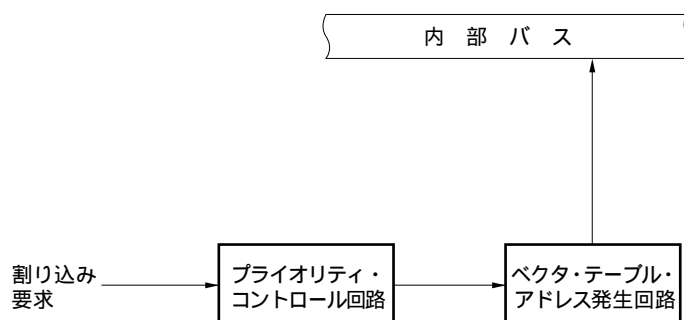 内 部 バ ス
割り込み
要求
プライオリティ・
コントロール回路
ベクタ・テーブル・
アドレス発生回路